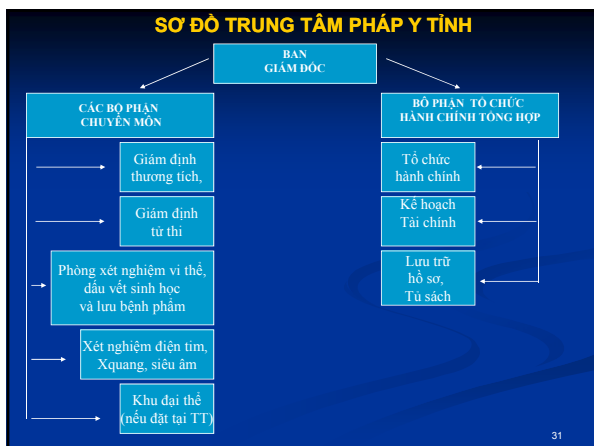 SƠ ĐỒ TRUNG TÂM PHÁP Y TỈNH
BAN
GIÁM ĐỐC
CÁC BỘ PHẬN
CHUYÊN MÔN
Giám định
thương tích,
Giám định
tử thi
Phòng xét nghiệm vi thể,
dấu vết sinh học
và lưu bệnh phẩm
Xét nghiệm điện tim,
Xquang, siêu âm
Khu đại thể
(nếu đặt tại TT)
BÔ PHẬN TỔ CHỨC
HÀNH CHÍNH TỔNG HỢP
Tổ chức
hành chính
Kế hoạch
Tài chính
Lưu trữ
hồ sơ,
Tủ sách
31